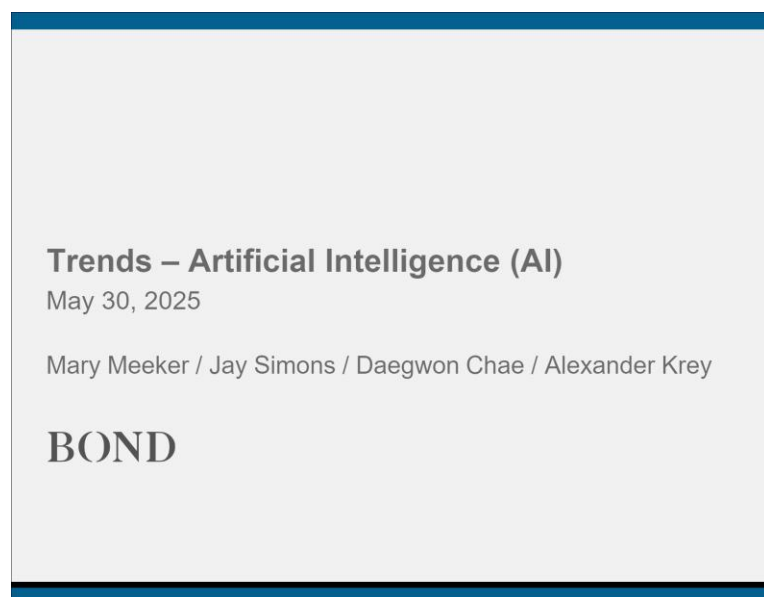 Trends – Artificial Intelligence (AI)
May 30, 2025
Mary Meeker / Jay Simons / Daegwon Chae / Alexander Krey
BOND